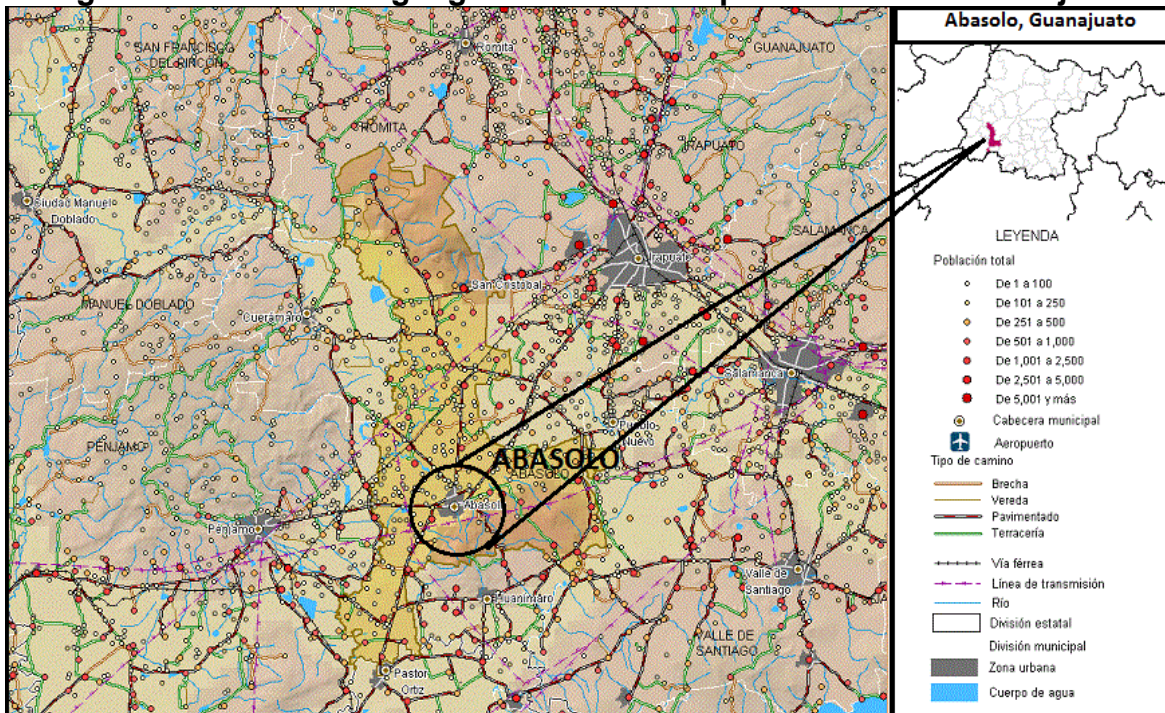 Abasolo, Guanajuato
SAN FRANCISCO
DEL RINCÓN
Romita
GUANAJUATO
ROMITA
IRAPUATO
Ciudad Manuel
Doblado
SALAMANCA
Irapuato
San Cristobal
MANUEL DOBLADO
Cuerámaro
Salamanca
Pueblo
Nuevo
PENJAMO
ABASOLO
ABASOLO
Abasol
Penjamo
Valle de
Santiago
Huanimaro
VALLE DE
SANTIAGO
Pastor
Ortiz
LEYENDA
Población total
De 1 a 100
De 101 a 250
De 251 a 500
De 501 a 1,000
De 1,001 a 2,500
De 2,501 a 5,000
De 5,001 y más
Cabecera municipal
Aeropuerto
Tipo de camino
Brecha
Vereda
Pavimentado
Terracería
Vía férrea
Línea de transmisión
Río
División estatal
División municipal
Zona urbana
Cuerpo de agua